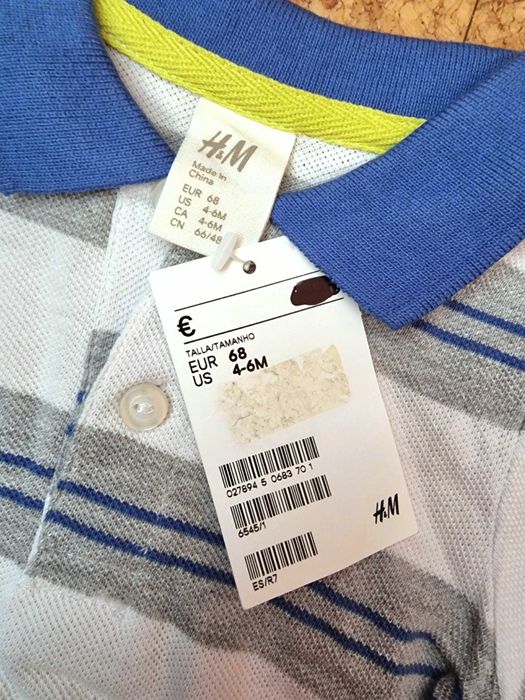 H&M
Made in
China
EUR 68
US 4-6M
CA 4-6M
CN 66/48
€
TALLA/TAMANHO
EUR 68
US 4-6M
027894 5 0683 70 1
6545/1
H&M
ES/R7